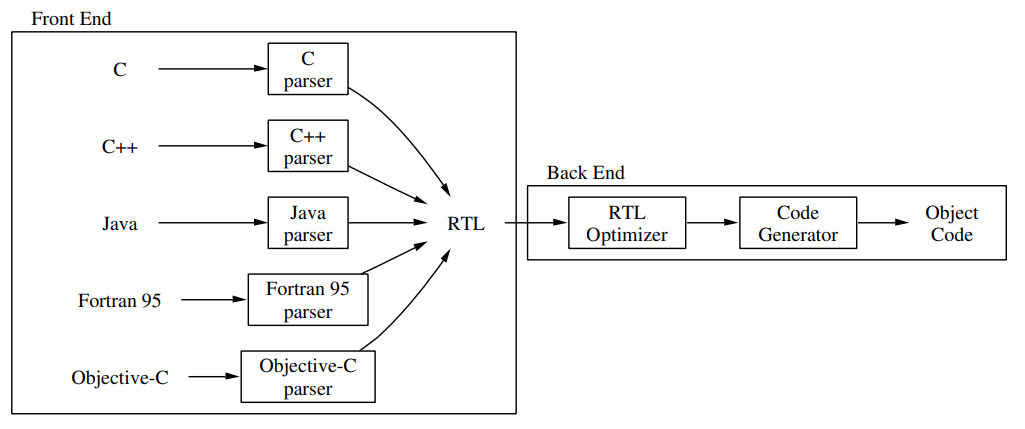 Front End
C
C
parser
C++
C++
parser
Java
Java
parser
Fortran 95
Fortran 95
parser
Objective-C
Objective-C
parser
RTL
Back End
RTL
Optimizer
Code
Generator
Object
Code